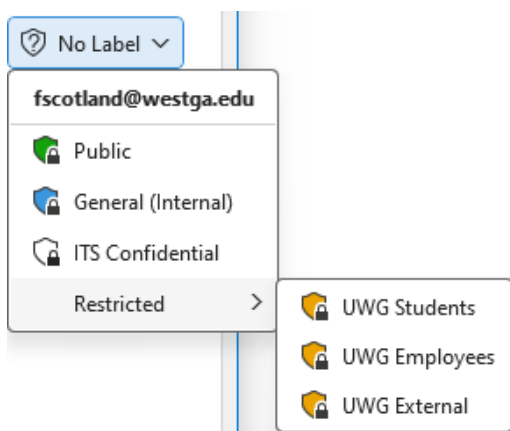 No Label
fscotland@westga.edu
Public
General (Internal)
ITS Confidential
Restricted
UWG Students
UWG Employees
UWG External